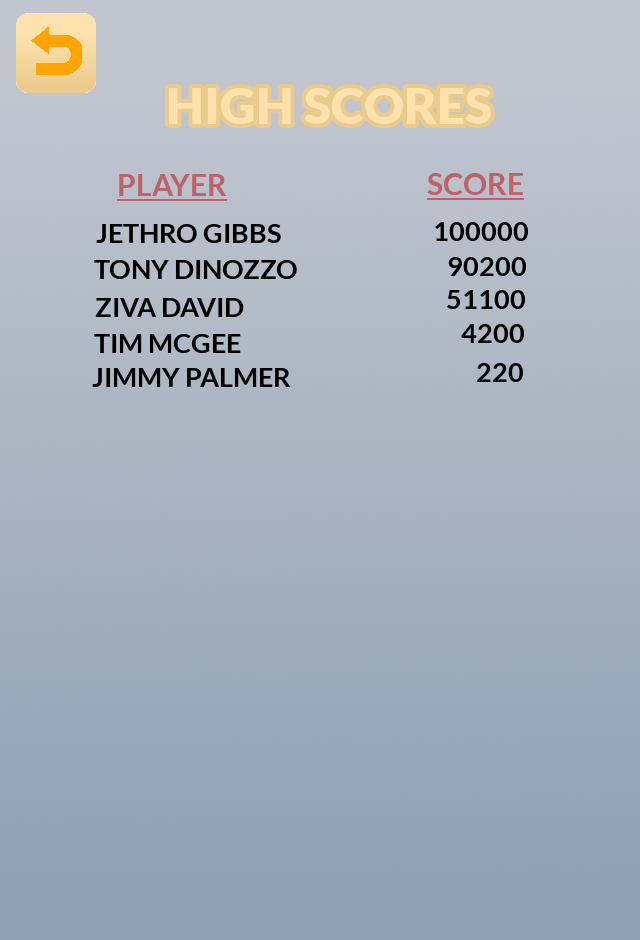 HIGH SCORES
PLAYER SCORE
JETHRO GIBBS 100000
TONY DINOZZO 90200
ZIVA DAVID 51100
TIM MCGEE 4200
JIMMY PALMER 220